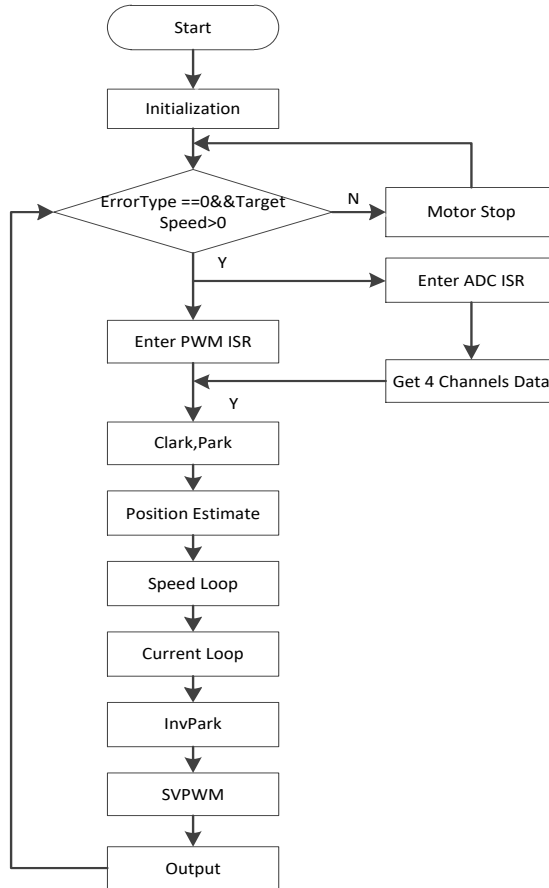 Start
Initialization
ErrorType ==0&&Target
Speed>0
N
Motor Stop
Y
Enter ADC ISR
Enter PWM ISR
Get 4 Channels Data
Y
Clark,Park
Position Estimate
Speed Loop
Current Loop
InvPark
SVPWM
Output